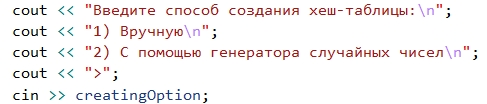 cout << "Введите способ создания хеш-таблицы:\n";
cout << "1) Вручную\n";
cout << "2) С помощью генератора случайных чисел\n";
cout << ">";
cin >> creatingOption;